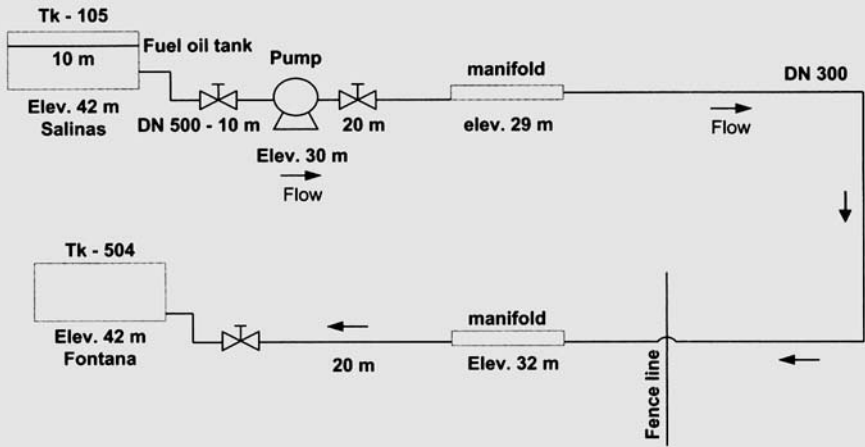 Tk - 105
Fuel oil tank
10 m
Pump
manifold
DN 300
Elev. 42 m
Salinas
DN 500 - 10 m
20 m
elev. 29 m
Flow
Elev. 30 m
Flow
Tk - 504
manifold
Elev. 42 m
Fontana
20 m
Elev. 32 m
Fence line